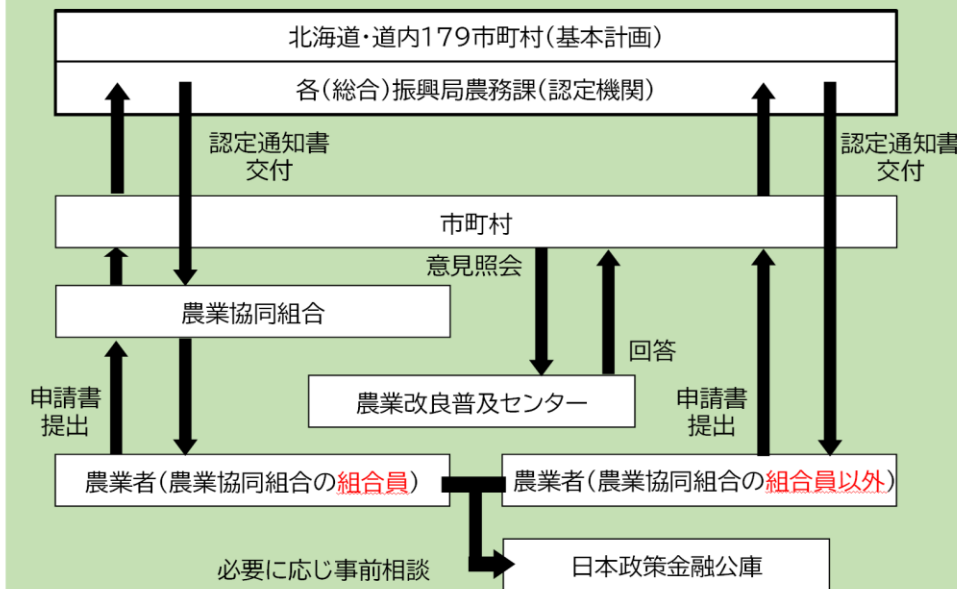 北海道・道内179市町村(基本計画)
各(総合)振興局農務課(認定機関)
認定通知書
交付
認定通知書
交付
市町村
意見照会
農業協同組合
回答
農業改良普及センター
申請書
提出
申請書
提出
農業者(農業協同組合の組合員)
農業者(農業協同組合の組合員以外)
必要に応じ事前相談
日本政策金融公庫